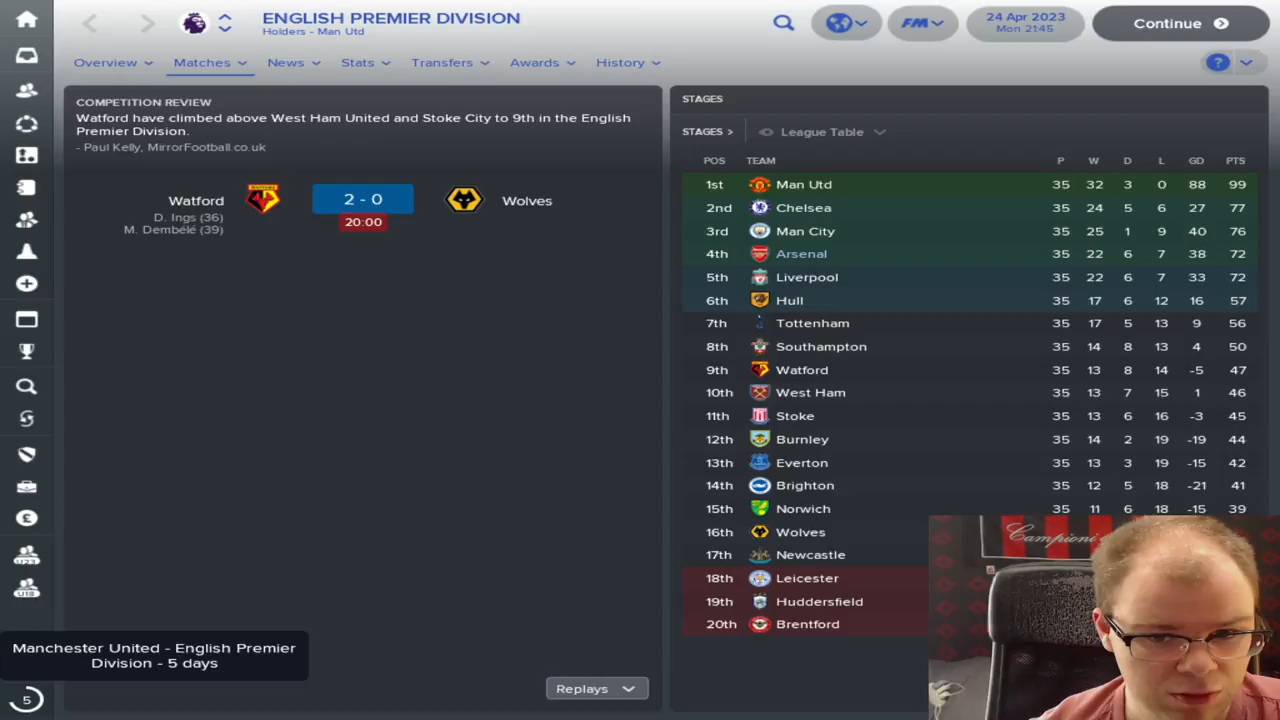 ENGLISH PREMIER DIVISION
Holders - Man Utd
FM
24 Apr 2023
Mon 21:45
Continue
Overview
Matches
News
Stats
Transfers
Awards
History
?
COMPETITION REVIEW
Watford have climbed above West Ham United and Stoke City to 9th in the English
Premier Division.
- Paul Kelly, MirrorFootball.co.uk
Watford 2 - 0 Wolves
D. Ings (36)
M. Dembélé (39)
20:00
STAGES
STAGES > League Table
POS TEAM P W D L GD PTS
1st Man Utd 35 32 3 0 88 99
2nd Chelsea 35 24 5 6 27 77
3rd Man City 35 25 1 9 40 76
4th Arsenal 35 22 6 7 38 72
5th Liverpool 35 22 6 7 33 72
6th Hull 35 17 6 12 16 57
7th Tottenham 35 17 5 13 9 56
8th Southampton 35 14 8 13 4 50
9th Watford 35 13 8 14 -5 47
10th West Ham 35 13 7 15 1 46
11th Stoke 35 13 6 16 -3 45
12th Burnley 35 14 2 19 -19 44
13th Everton 35 13 3 19 -15 42
14th Brighton 35 12 5 18 -21 41
15th Norwich 35 11 6 18 -15 39
16th Wolves
17th Newcastle
18th Leicester
19th Huddersfield
20th Brentford
Campioni
Manchester United - English Premier
Division - 5 days
5
Replays
U23
U18